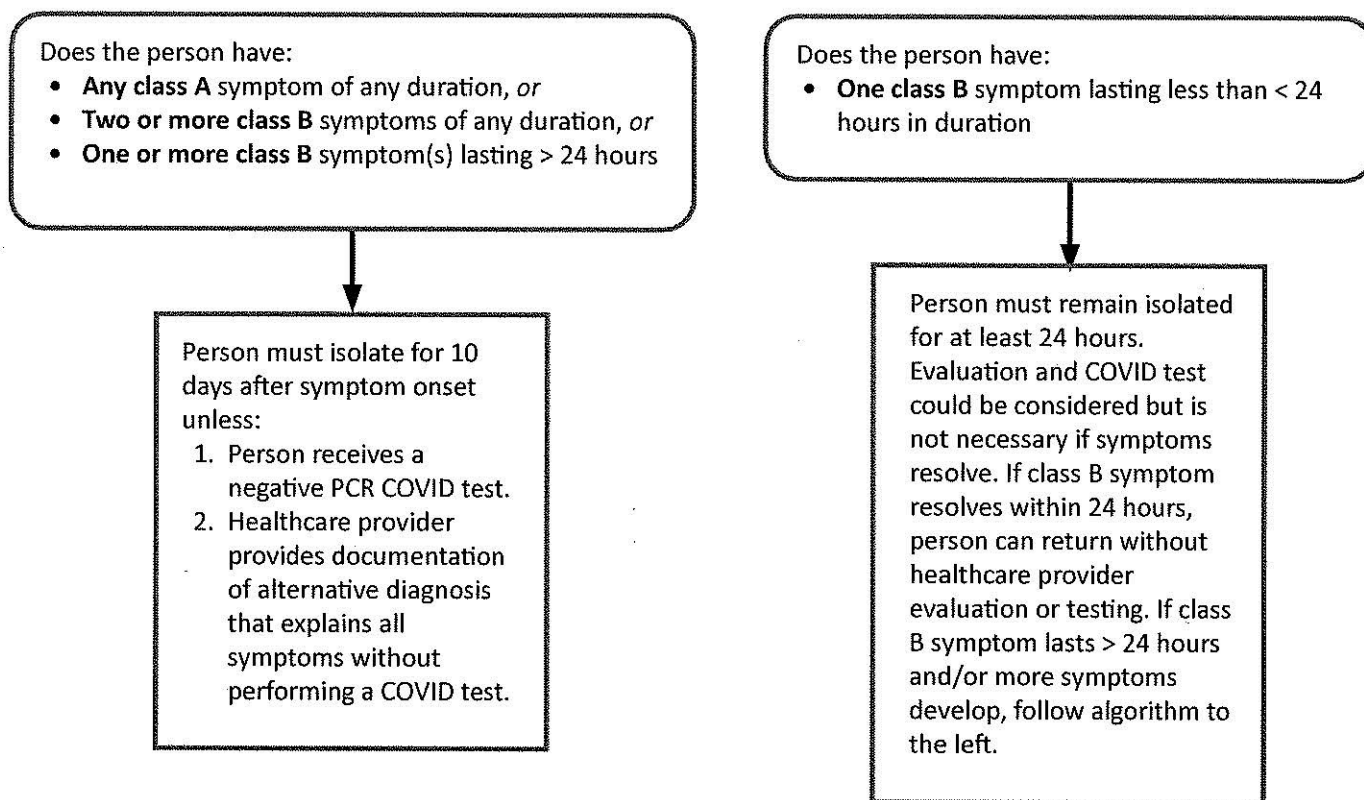 Does the person have:
• Any class A symptom of any duration, or
• Two or more class B symptoms of any duration, or
• One or more class B symptom(s) lasting > 24 hours
Person must isolate for 10
days after symptom onset
unless:
1. Person receives a
negative PCR COVID test.
2. Healthcare provider
provides documentation
of alternative diagnosis
that explains all
symptoms without
performing a COVID test.
Does the person have:
• One class B symptom lasting less than < 24
hours in duration
Person must remain isolated
for at least 24 hours.
Evaluation and COVID test
could be considered but is
not necessary if symptoms
resolve. If class B symptom
resolves within 24 hours,
person can return without
healthcare provider
evaluation or testing. If class
B symptom lasts > 24 hours
and/or more symptoms
develop, follow algorithm to
the left.